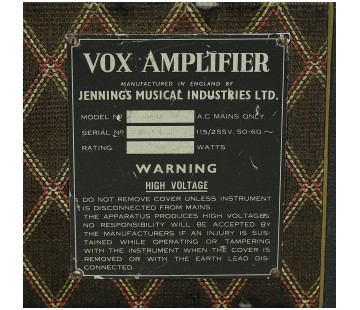 VOX AMPLIFIER
MANUFACTURED IN ENGLAND BY
JENNINGS MUSICAL INDUSTRIES LTD.
MODEL Nº A.C MAINS ONLY
SERIAL Nº 115/255V. 50-60~
RATING WATTS
WARNING
HIGH VOLTAGE
DO NOT REMOVE COVER UNLESS INSTRUMENT
IS DISCONNECTED FROM MAINS.
THE APPARATUS PRODUCES HIGH VOLTAGES
NO RESPONSIBILITY WILL BE ACCEPTED BY
THE MANUFACTURERS IF AN INJURY IS SUS-
TAINED WHILE OPERATING OR TAMPERING
WITH THE INSTRUMENT WHEN THE COVER IS
REMOVED OR WITH THE EARTH LEAD DIS-
CONNECTED.